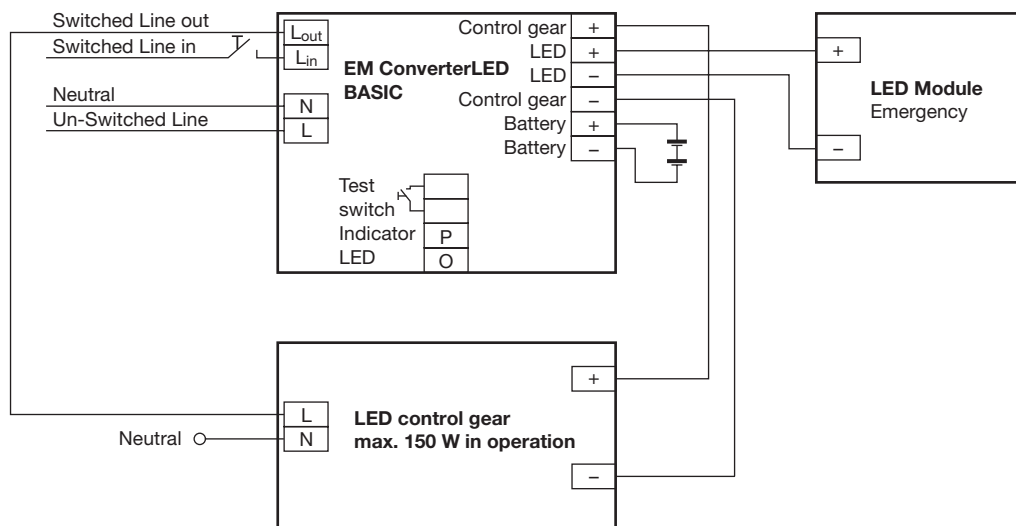 Switched Line out
Switched Line in
Neutral
Un-Switched Line
Lout
Lin
N
L
EM ConverterLED
BASIC
Control gear +
LED +
LED –
Control gear –
Battery +
Battery –
Test
switch
Indicator P
LED O
+
–
LED Module
Emergency
L
N
Neutral
LED control gear
max. 150 W in operation
+
–